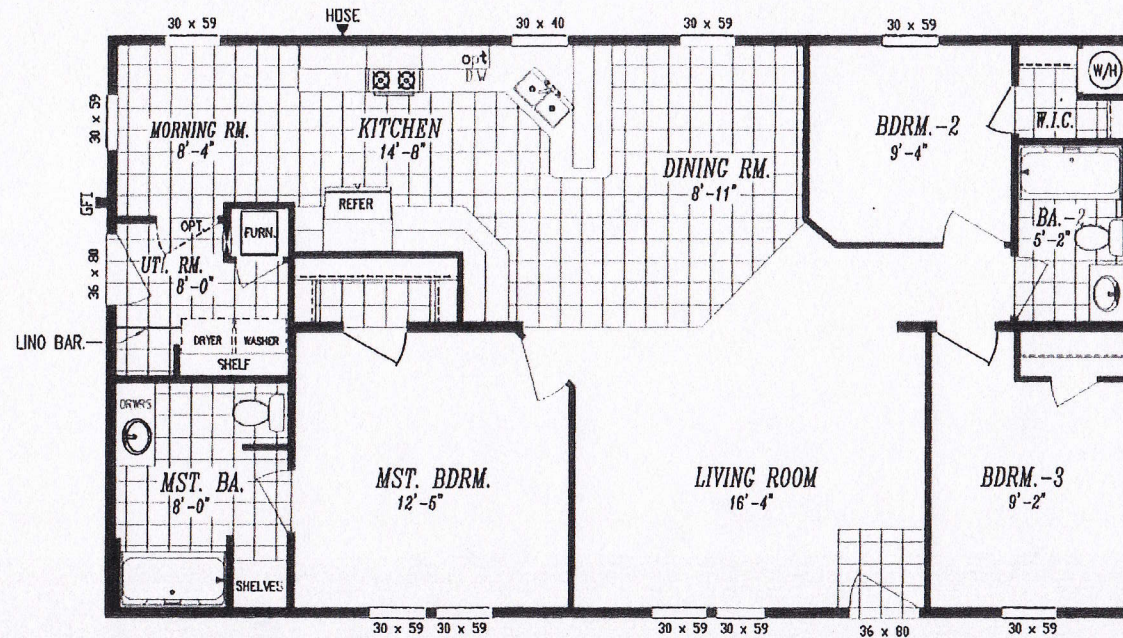 HOSE
30 x 59
30 x 40
30 x 59
30 x 59
opt
DW
W/H
30 x 59
MORNING RM.
8'-4"
KITCHEN
14'-8"
BDRM.-2
9'-4"
W.I.C.
DINING RM.
8'-11"
GFI
REFER
OPT.
FURN.
BA.-2
5'-2"
UTI. RM.
8'-0"
36 x 80
LINO BAR.
DRYER
WASHER
SHELF
DRWR'S
MST. BA.
8'-0"
MST. BDRM.
12'-5"
LIVING ROOM
16'-4"
BDRM.-3
9'-2"
SHELVES
30 x 59
30 x 59
30 x 59
30 x 59
36 x 80
30 x 59